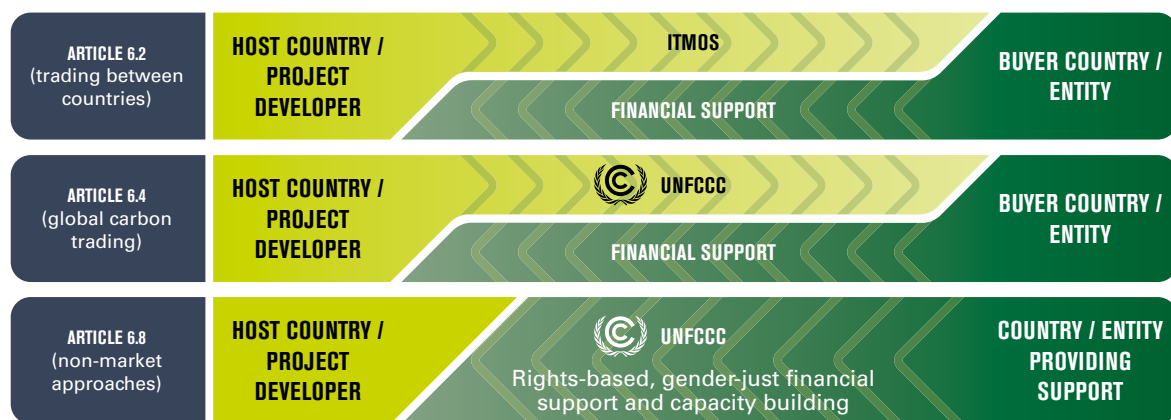 ARTICLE 6.2
(trading between
countries)
HOST COUNTRY /
PROJECT
DEVELOPER
ITMOS
FINANCIAL SUPPORT
BUYER COUNTRY /
ENTITY
ARTICLE 6.4
(global carbon
trading)
HOST COUNTRY /
PROJECT
DEVELOPER
UNFCCC
FINANCIAL SUPPORT
BUYER COUNTRY /
ENTITY
ARTICLE 6.8
(non-market
approaches)
HOST COUNTRY /
PROJECT
DEVELOPER
UNFCCC
Rights-based, gender-just financial
support and capacity building
COUNTRY / ENTITY
PROVIDING
SUPPORT